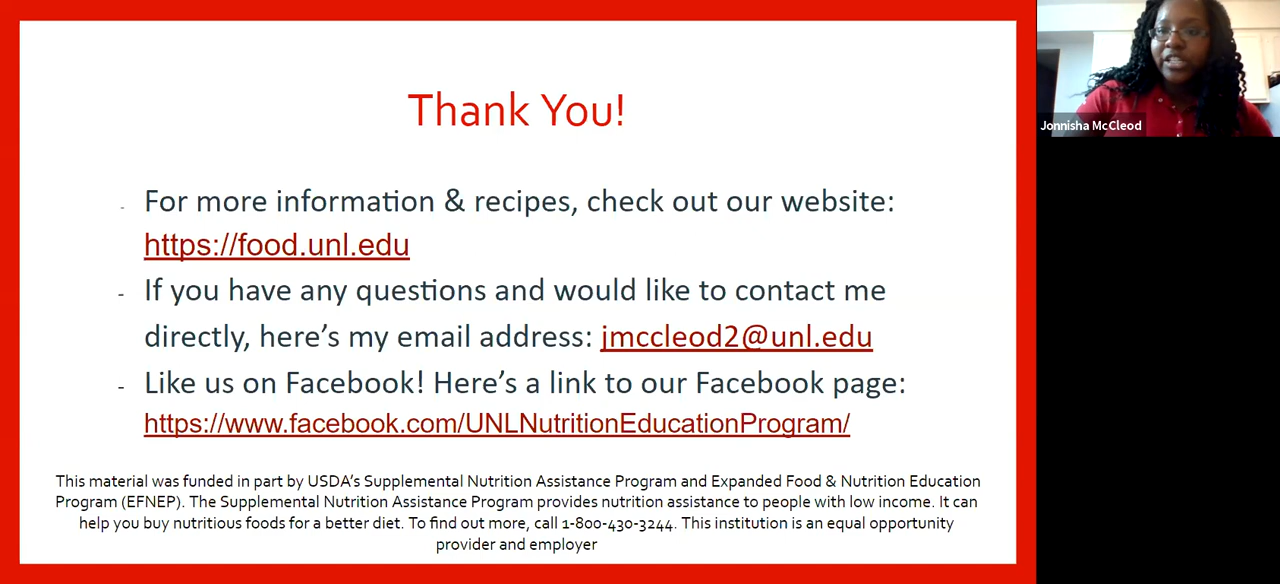 Thank You!
- For more information & recipes, check out our website:
https://food.unl.edu
- If you have any questions and would like to contact me
directly, here’s my email address: jmccleod2@unl.edu
- Like us on Facebook! Here’s a link to our Facebook page:
https://www.facebook.com/UNLNutritionEducationProgram/
This material was funded in part by USDA’s Supplemental Nutrition Assistance Program and Expanded Food & Nutrition Education
Program (EFNEP). The Supplemental Nutrition Assistance Program provides nutrition assistance to people with low income. It can
help you buy nutritious foods for a better diet. To find out more, call 1-800-430-3244. This institution is an equal opportunity
provider and employer
Jonnisha McCleod